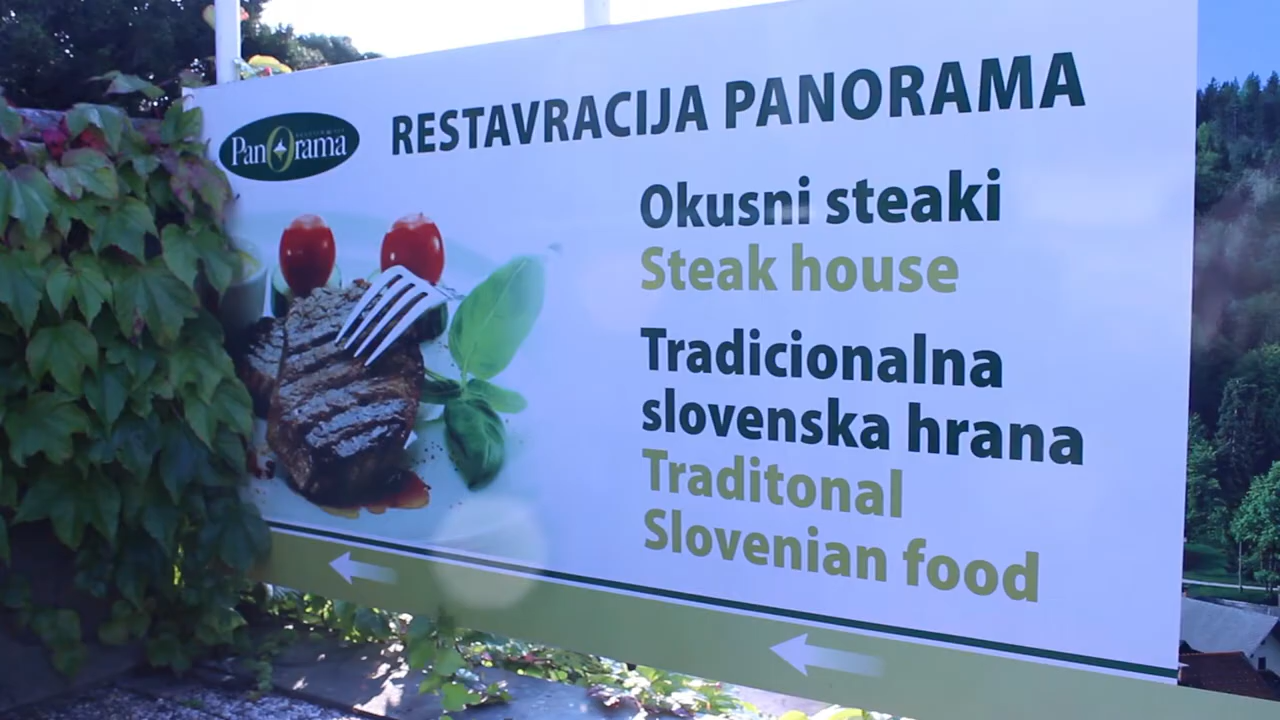 PanOrama
RESTAVRACIJA PANORAMA
Okusni steaki
Steak house
Tradicionalna
slovenska hrana
Traditonal
Slovenian food